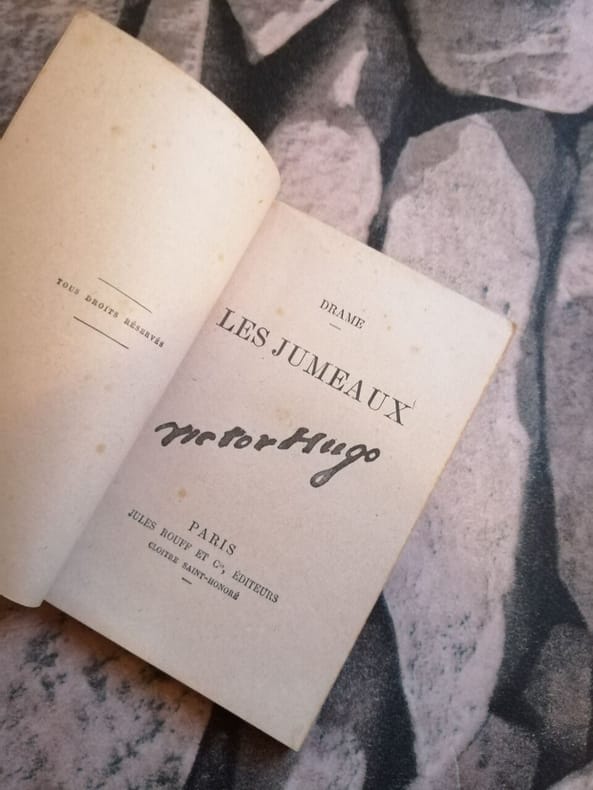 TOUS DROITS RÉSERVÉS
DRAME
LES JUMEAUX
Victor Hugo
PARIS
JULES ROUFF ET Cie, ÉDITEURS
CLOITRE SAINT-HONORÉ